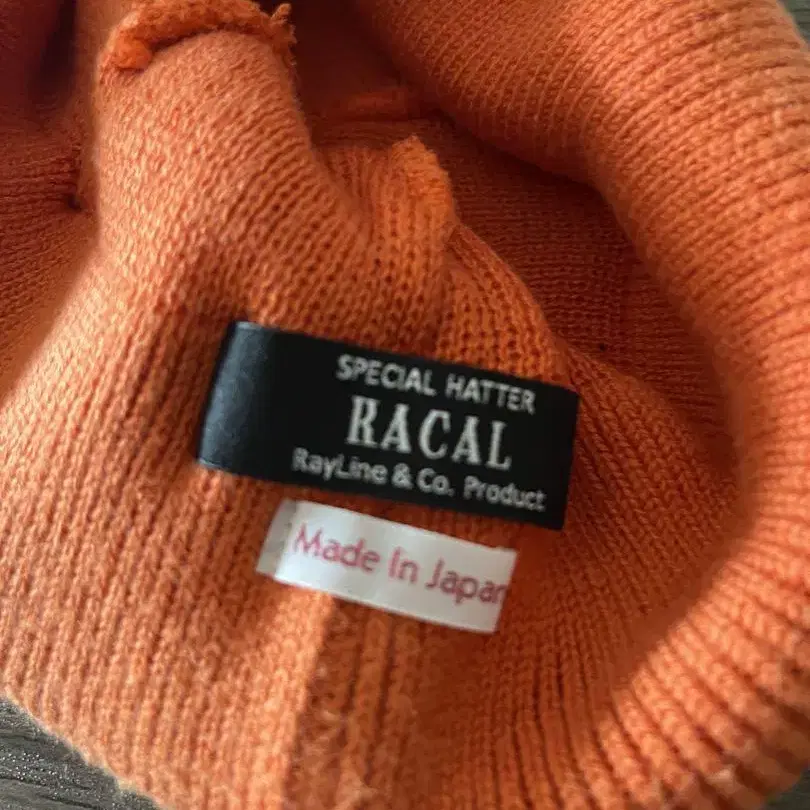 SPECIAL HATTER
RACAL
RayLine & Co. Product
Made In Japan